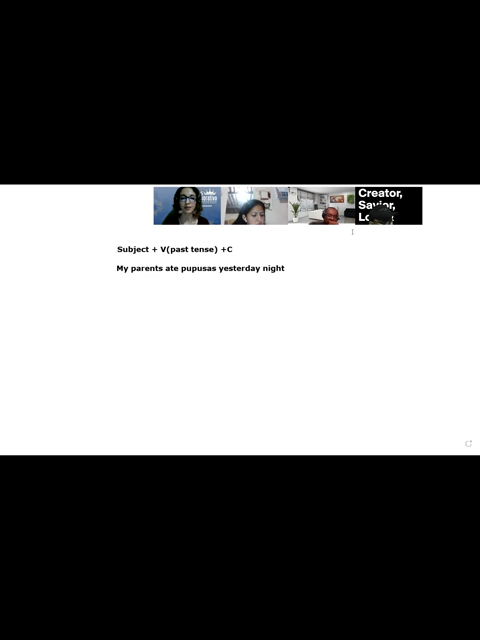 Creator,
Savior,
Subject + V(past tense) +C
My parents ate pupusas yesterday night